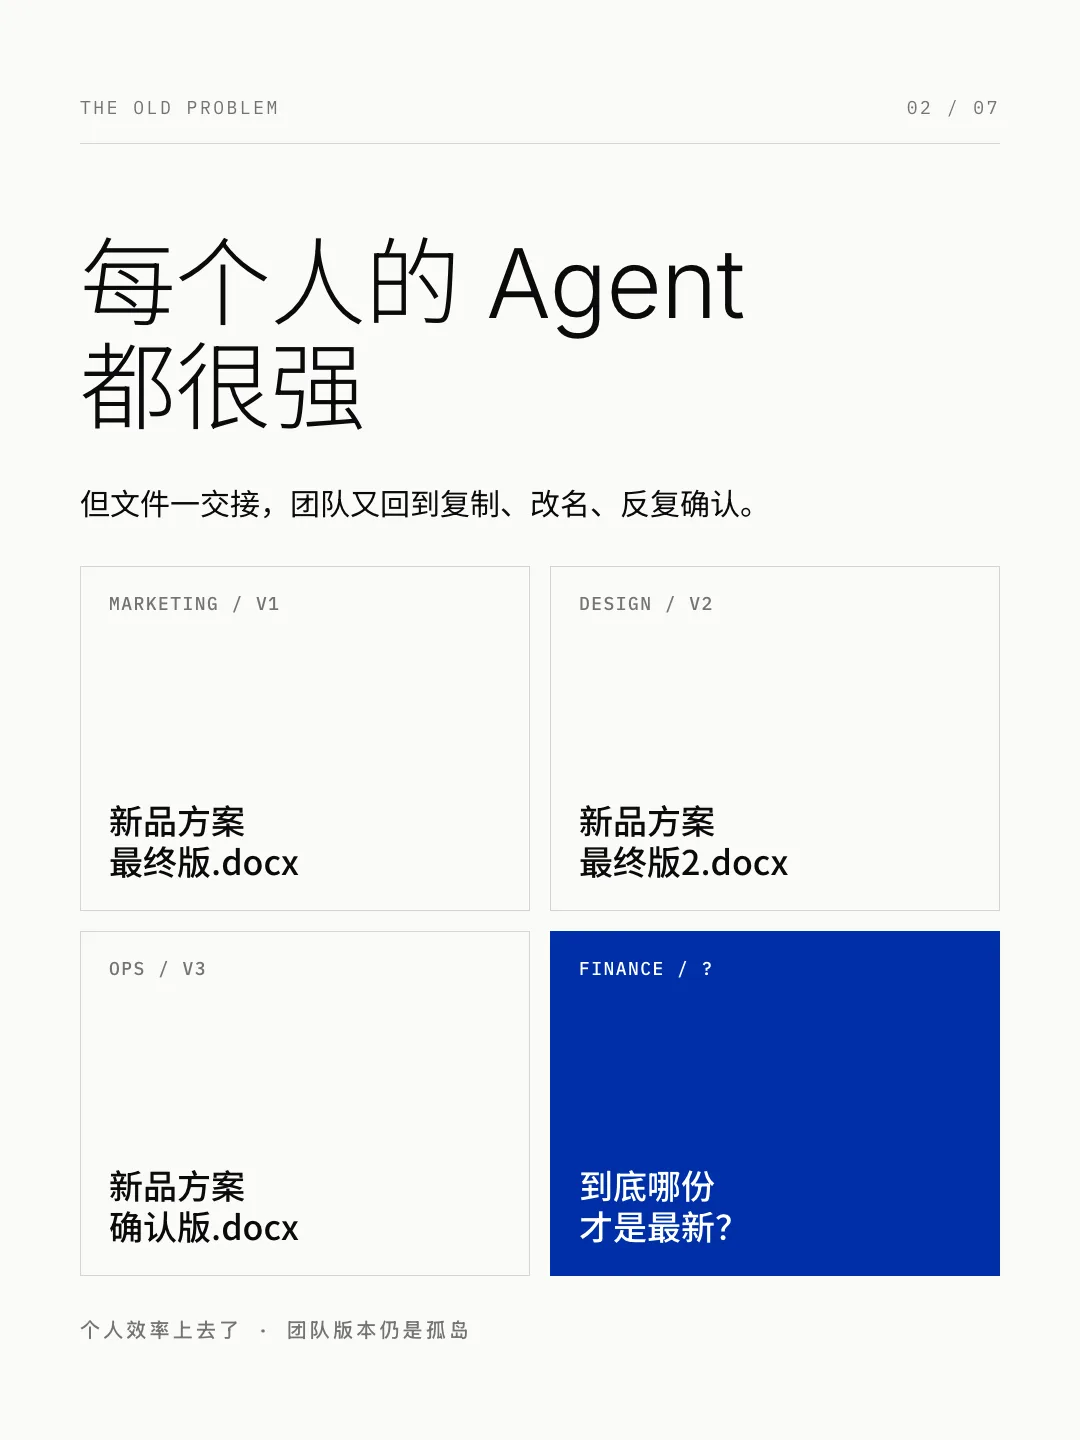 THE OLD PROBLEM
02 / 07
每个人的 Agent
都很强
但文件一交接，团队又回到复制、改名、反复确认。
MARKETING / V1
新品方案
最终版.docx
DESIGN / V2
新品方案
最终版2.docx
OPS / V3
新品方案
确认版.docx
FINANCE / ?
到底哪份
才是最新？
个人效率上去了 · 团队版本仍是孤岛